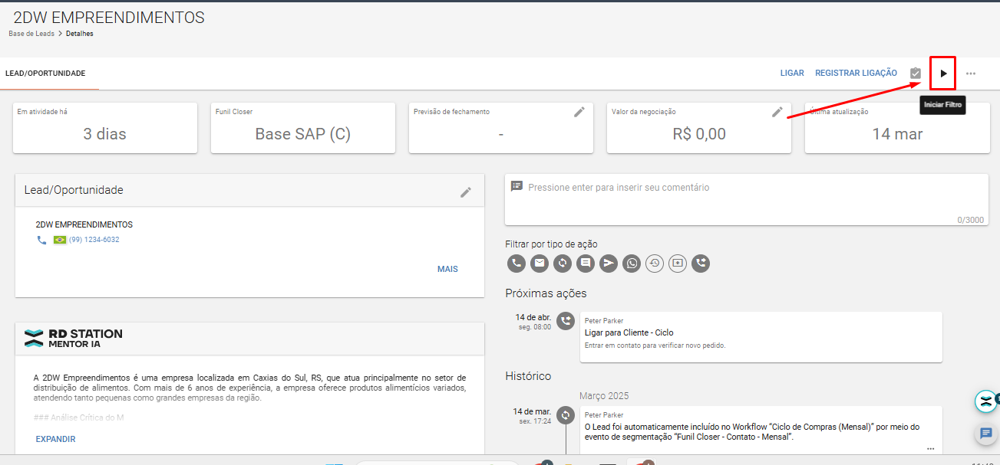 2DW EMPREENDIMENTOS
Base de Leads > Detalhes
LEAD/OPORTUNIDADE
LIGAR
REGISTRAR LIGAÇÃO
Iniciar Filtro
Em atividade há
3 dias
Funil Closer
Base SAP (C)
Previsão de fechamento
-
Valor da negociação
R$ 0,00
Última atualização
14 mar
Lead/Oportunidade
2DW EMPREENDIMENTOS
(99) 1234-6032
MAIS
RD STATION
MENTOR IA
A 2DW Empreendimentos é uma empresa localizada em Caxias do Sul, RS, que atua principalmente no setor de
distribuição de alimentos. Com mais de 6 anos de experiência, a empresa oferece produtos alimentícios variados,
atendendo tanto pequenas como grandes empresas da região.
### Análise Crítica do M
EXPANDIR
Pressione enter para inserir seu comentário
0/3000
Filtrar por tipo de ação
Próximas ações
14 de abr.
seg. 08:00
Peter Parker
Ligar para Cliente - Ciclo
Entrar em contato para verificar novo pedido.
Histórico
Março 2025
14 de mar.
sex. 17:24
Peter Parker
O Lead foi automaticamente incluído no Workflow “Ciclo de Compras (Mensal)” por meio do
evento de segmentação “Funil Closer - Contato - Mensal”.